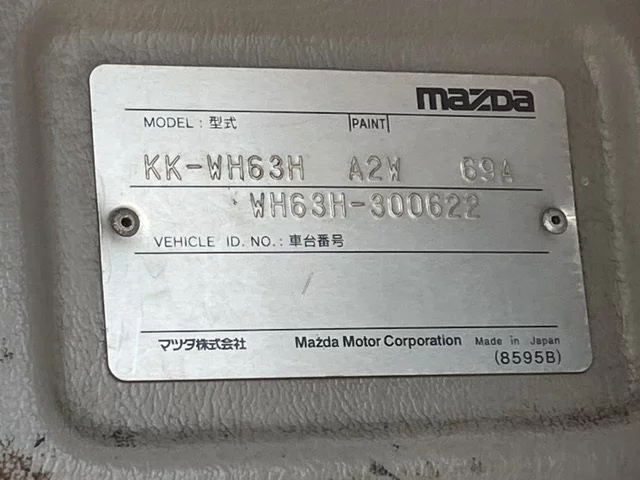 mazda
MODEL : 型式 PAINT
KK-WH63H A2W 69A
WH63H-300622
VEHICLE ID. NO. : 車台番号
マツダ株式会社 Mazda Motor Corporation Made in Japan
(8595B)